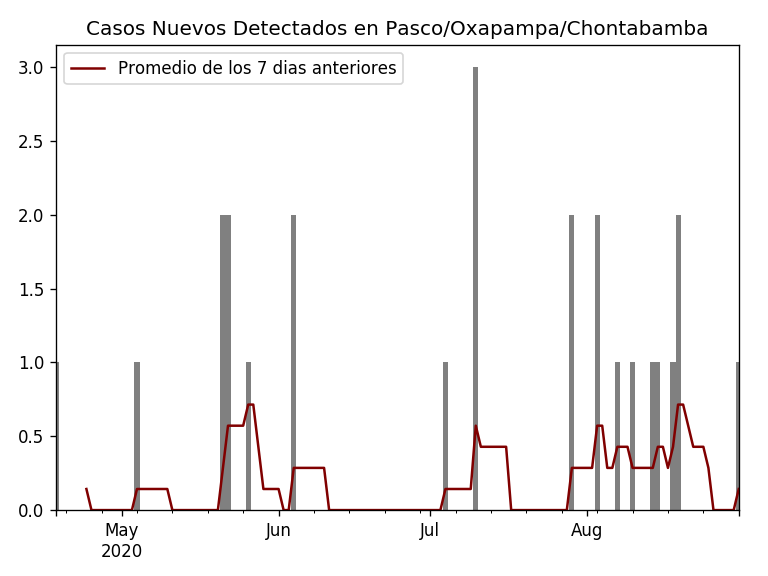 Casos Nuevos Detectados en Pasco/Oxapampa/Chontabamba
Promedio de los 7 dias anteriores
3.0
2.5
2.0
1.5
1.0
0.5
0.0
May Jun Jul Aug
2020